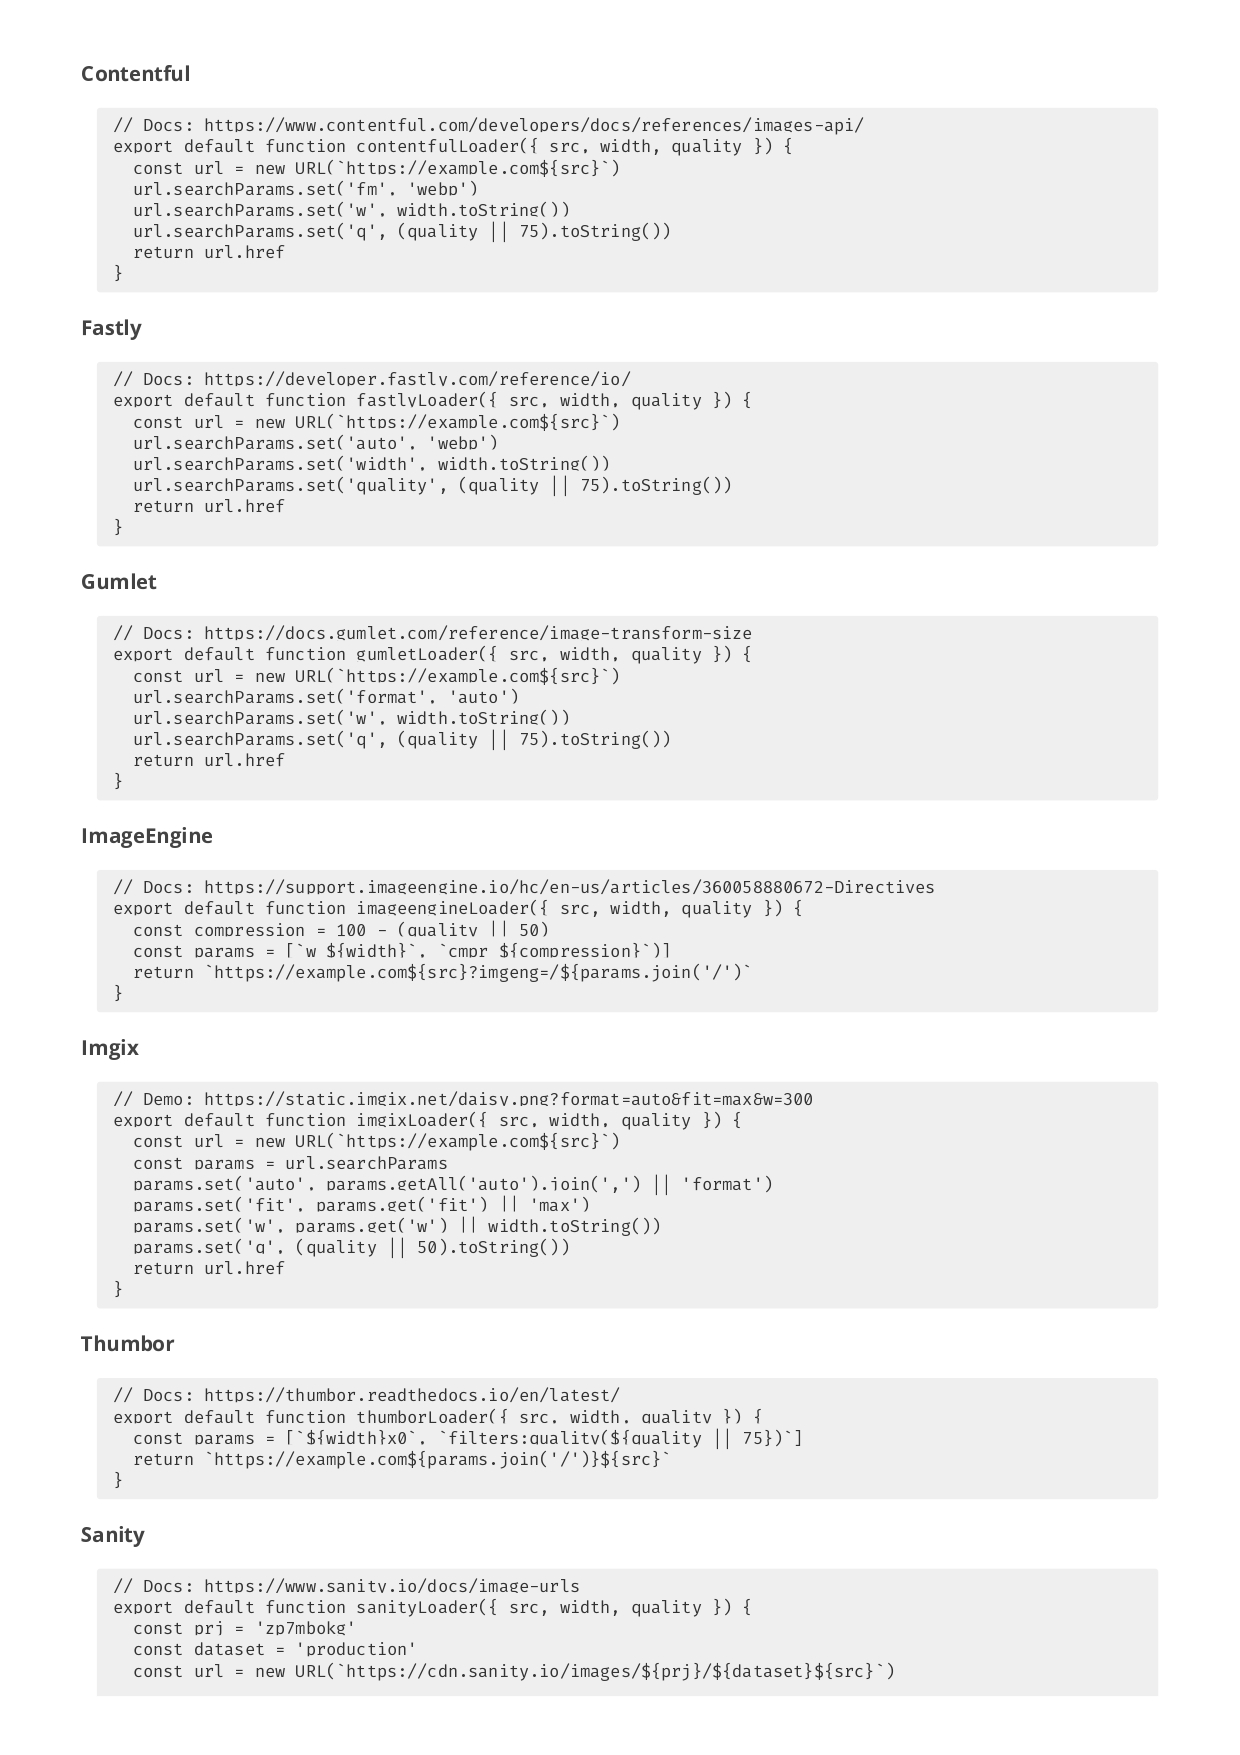 Contentful
// Docs: https://www.contentful.com/developers/docs/references/images-api/
export default function contentfulLoader({ src, width, quality }) {
  const url = new URL(`https://example.com${src}`)
  url.searchParams.set('fm', 'webp')
  url.searchParams.set('w', width.toString())
  url.searchParams.set('q', (quality || 75).toString())
  return url.href
}
Fastly
// Docs: https://developer.fastly.com/reference/io/
export default function fastlyLoader({ src, width, quality }) {
  const url = new URL(`https://example.com${src}`)
  url.searchParams.set('auto', 'webp')
  url.searchParams.set('width', width.toString())
  url.searchParams.set('quality', (quality || 75).toString())
  return url.href
}
Gumlet
// Docs: https://docs.gumlet.com/reference/image-transform-size
export default function gumletLoader({ src, width, quality }) {
  const url = new URL(`https://example.com${src}`)
  url.searchParams.set('format', 'auto')
  url.searchParams.set('w', width.toString())
  url.searchParams.set('q', (quality || 75).toString())
  return url.href
}
ImageEngine
// Docs: https://support.imageengine.io/hc/en-us/articles/360058880672-Directives
export default function imageengineLoader({ src, width, quality }) {
  const compression = 100 - (quality || 50)
  const params = [`w_${width}`, `cmpr_${compression}`)]
  return `https://example.com${src}?imgeng=/${params.join('/')`
}
Imgix
// Demo: https://static.imgix.net/daisy.png?format=auto&fit=max&w=300
export default function imgixLoader({ src, width, quality }) {
  const url = new URL(`https://example.com${src}`)
  const params = url.searchParams
  params.set('auto', params.getAll('auto').join(',') || 'format')
  params.set('fit', params.get('fit') || 'max')
  params.set('w', params.get('w') || width.toString())
  params.set('q', (quality || 50).toString())
  return url.href
}
Thumbor
// Docs: https://thumbor.readthedocs.io/en/latest/
export default function thumborLoader({ src, width, quality }) {
  const params = [`${width}x0`, `filters:quality(${quality || 75})`]
  return `https://example.com${params.join('/')}${src}`
}
Sanity
// Docs: https://www.sanity.io/docs/image-urls
export default function sanityLoader({ src, width, quality }) {
  const prj = 'zp7mbokg'
  const dataset = 'production'
  const url = new URL(`https://cdn.sanity.io/images/${prj}/${dataset}${src}`)